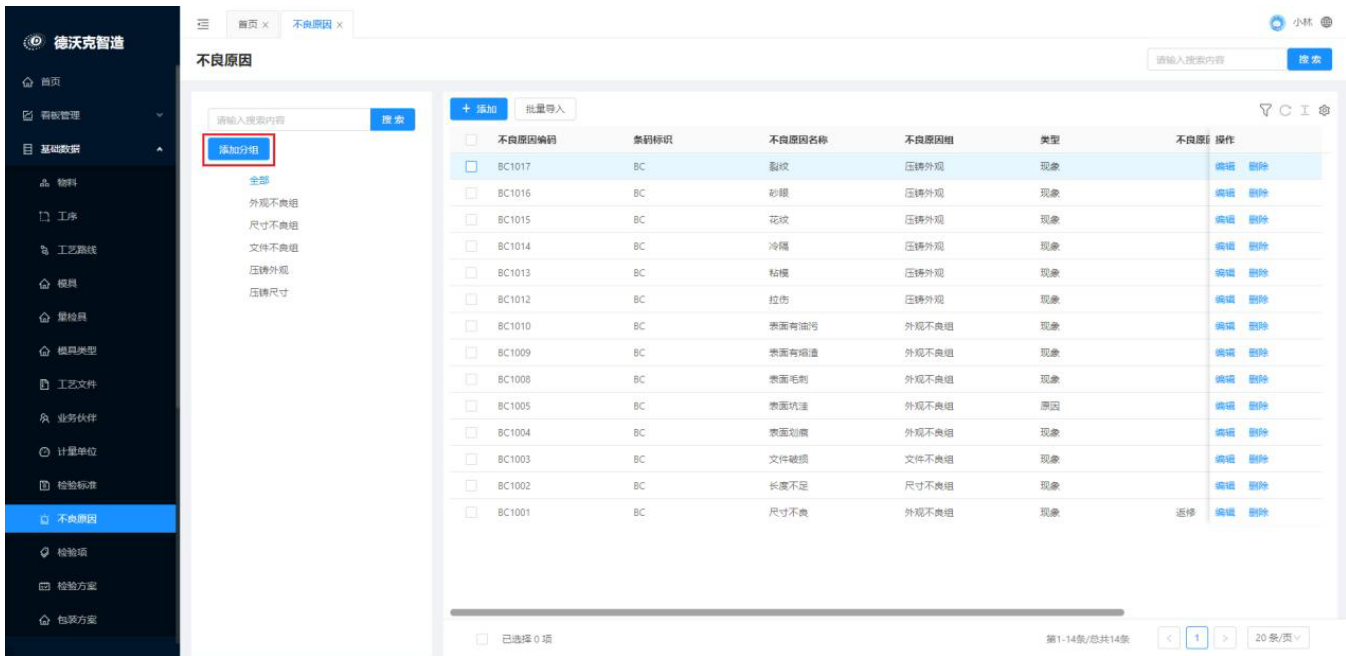 德沃克智造
首页
看板管理
基础数据
物料
工序
工艺路线
模具
量检具
模具类型
工艺文件
业务伙伴
计量单位
检验标准
不良原因
检验项
检验方案
包装方案
首页 × 不良原因 ×
小林
不良原因
请输入搜索内容 搜索
请输入搜索内容 搜索
添加分组
全部
外观不良组
尺寸不良组
文件不良组
压铸外观
压铸尺寸
+ 添加 批量导入
不良原因编码 条码标识 不良原因名称 不良原因组 类型 不良原因 操作
BC1017 BC 裂纹 压铸外观 现象 编辑 删除
BC1016 BC 砂眼 压铸外观 现象 编辑 删除
BC1015 BC 花纹 压铸外观 现象 编辑 删除
BC1014 BC 冷隔 压铸外观 现象 编辑 删除
BC1013 BC 粘模 压铸外观 现象 编辑 删除
BC1012 BC 拉伤 压铸外观 现象 编辑 删除
BC1010 BC 表面有油污 外观不良组 现象 编辑 删除
BC1009 BC 表面有熔渣 外观不良组 现象 编辑 删除
BC1008 BC 表面毛刺 外观不良组 现象 编辑 删除
BC1005 BC 表面坑洼 外观不良组 原因 编辑 删除
BC1004 BC 表面划痕 外观不良组 现象 编辑 删除
BC1003 BC 文件破损 文件不良组 现象 编辑 删除
BC1002 BC 长度不足 尺寸不良组 现象 编辑 删除
BC1001 BC 尺寸不良 外观不良组 现象 返修 编辑 删除
已选择 0 项 第1-14条/总共14条 < 1 > 20 条/页